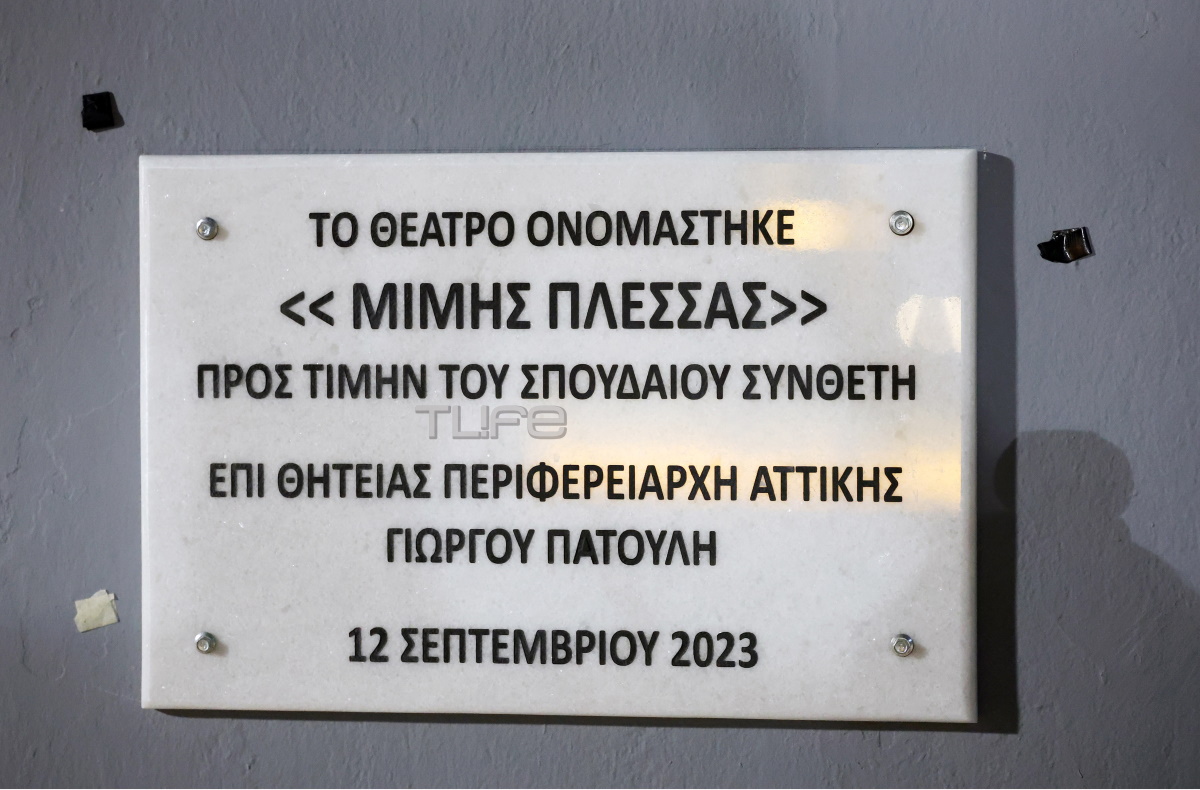 ΤΟ ΘΕΑΤΡΟ ΟΝΟΜΑΣΤΗΚΕ
<< ΜΙΜΗΣ ΠΛΕΣΣΑΣ>>
ΠΡΟΣ ΤΙΜΗΝ ΤΟΥ ΣΠΟΥΔΑΙΟΥ ΣΥΝΘΕΤΗ
TLIFE
ΕΠΙ ΘΗΤΕΙΑΣ ΠΕΡΙΦΕΡΕΙΑΡΧΗ ΑΤΤΙΚΗΣ
ΓΙΩΡΓΟΥ ΠΑΤΟΥΛΗ
12 ΣΕΠΤΕΜΒΡΙΟΥ 2023